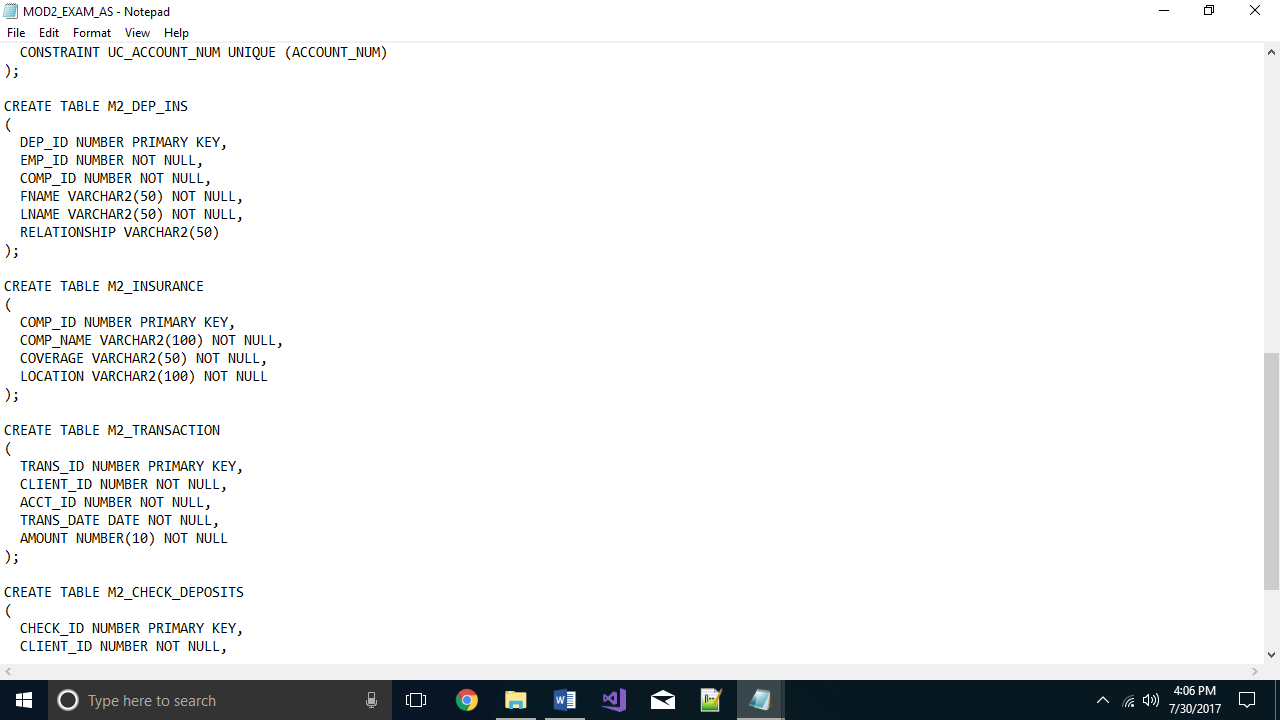 MOD2_EXAM_AS - Notepad
File Edit Format View Help
CONSTRAINT UC_ACCOUNT_NUM UNIQUE (ACCOUNT_NUM)
);
CREATE TABLE M2_DEP_INS
(
DEP_ID NUMBER PRIMARY KEY,
EMP_ID NUMBER NOT NULL,
COMP_ID NUMBER NOT NULL,
FNAME VARCHAR2(50) NOT NULL,
LNAME VARCHAR2(50) NOT NULL,
RELATIONSHIP VARCHAR2(50)
);
CREATE TABLE M2_INSURANCE
(
COMP_ID NUMBER PRIMARY KEY,
COMP_NAME VARCHAR2(100) NOT NULL,
COVERAGE VARCHAR2(50) NOT NULL,
LOCATION VARCHAR2(100) NOT NULL
);
CREATE TABLE M2_TRANSACTION
(
TRANS_ID NUMBER PRIMARY KEY,
CLIENT_ID NUMBER NOT NULL,
ACCT_ID NUMBER NOT NULL,
TRANS_DATE DATE NOT NULL,
AMOUNT NUMBER(10) NOT NULL
);
CREATE TABLE M2_CHECK_DEPOSITS
(
CHECK_ID NUMBER PRIMARY KEY,
CLIENT_ID NUMBER NOT NULL,
Type here to search
4:06 PM
7/30/2017